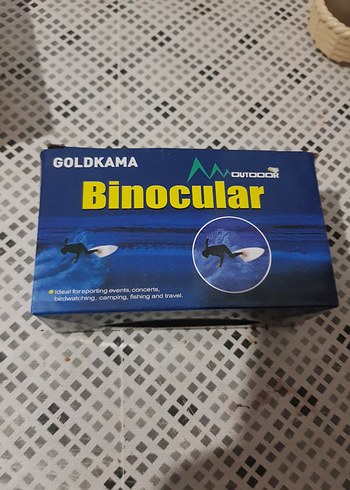 GOLDKAMA
OUTDOOR
Binocular
Ideal for sporting events, concerts,
birdwatching, camping, fishing and travel.